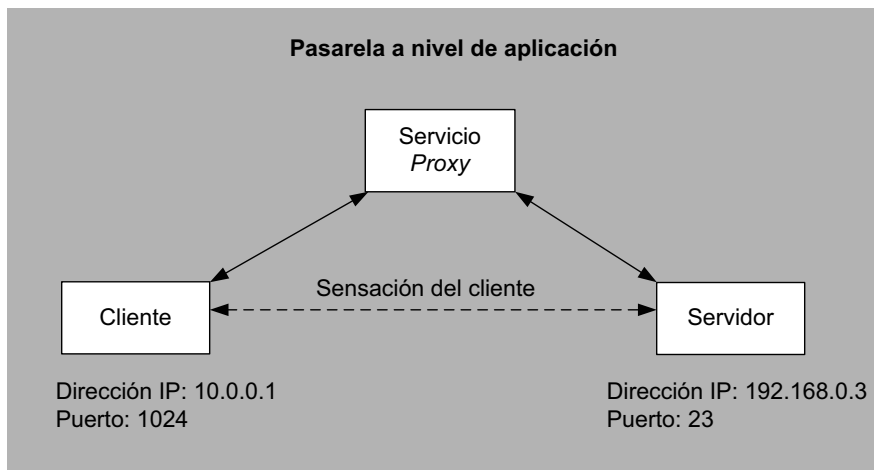 Pasarela a nivel de aplicación
Servicio
Proxy
Sensación del cliente
Cliente
Servidor
Dirección IP: 10.0.0.1
Puerto: 1024
Dirección IP: 192.168.0.3
Puerto: 23